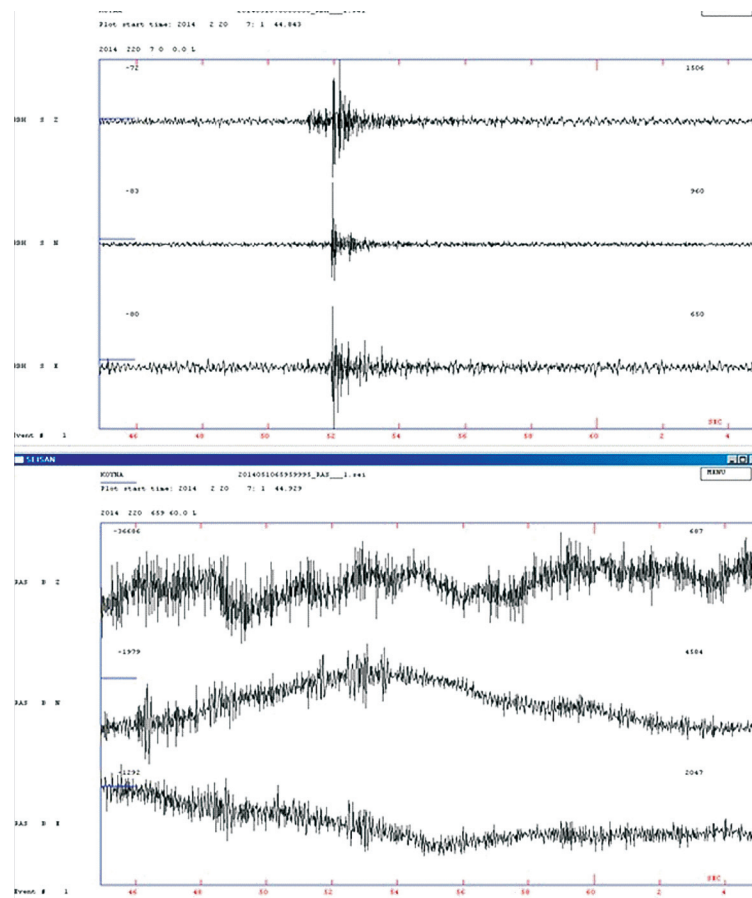 Plot start time: 2014 2 20 7: 1 44.843
2014 220 7 0 0.0 L
-72 1506
S Z
-83 960
S N
-80 650
S E
SEC
Event # 1 46 48 50 52 54 56 58 60 2 4
SEISAN
KOYNA MENU
Plot start time: 2014 2 20 7: 1 44.929
2014 220 659 60.0 L
-36686 687
RAS B Z
-1979 4584
RAS B N
-1292 2047
RAS B E
SEC
Event # 1 46 48 50 52 54 56 58 60 2 4